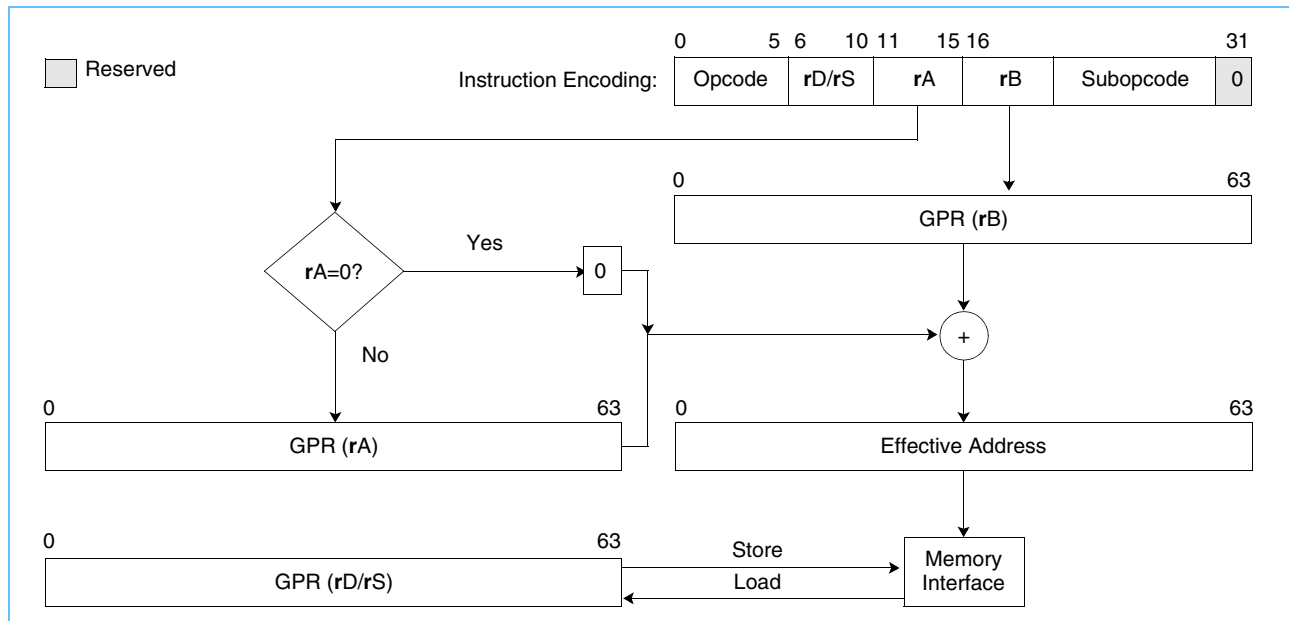 0 5 6 10 11 15 16 31
Reserved
Instruction Encoding: Opcode rD/rS rA rB Subopcode 0
0 63
GPR (rB)
Yes
rA=0? 0
+
No
0 63 0 63
GPR (rA) Effective Address
0 63
Store
Memory
GPR (rD/rS) Load Interface